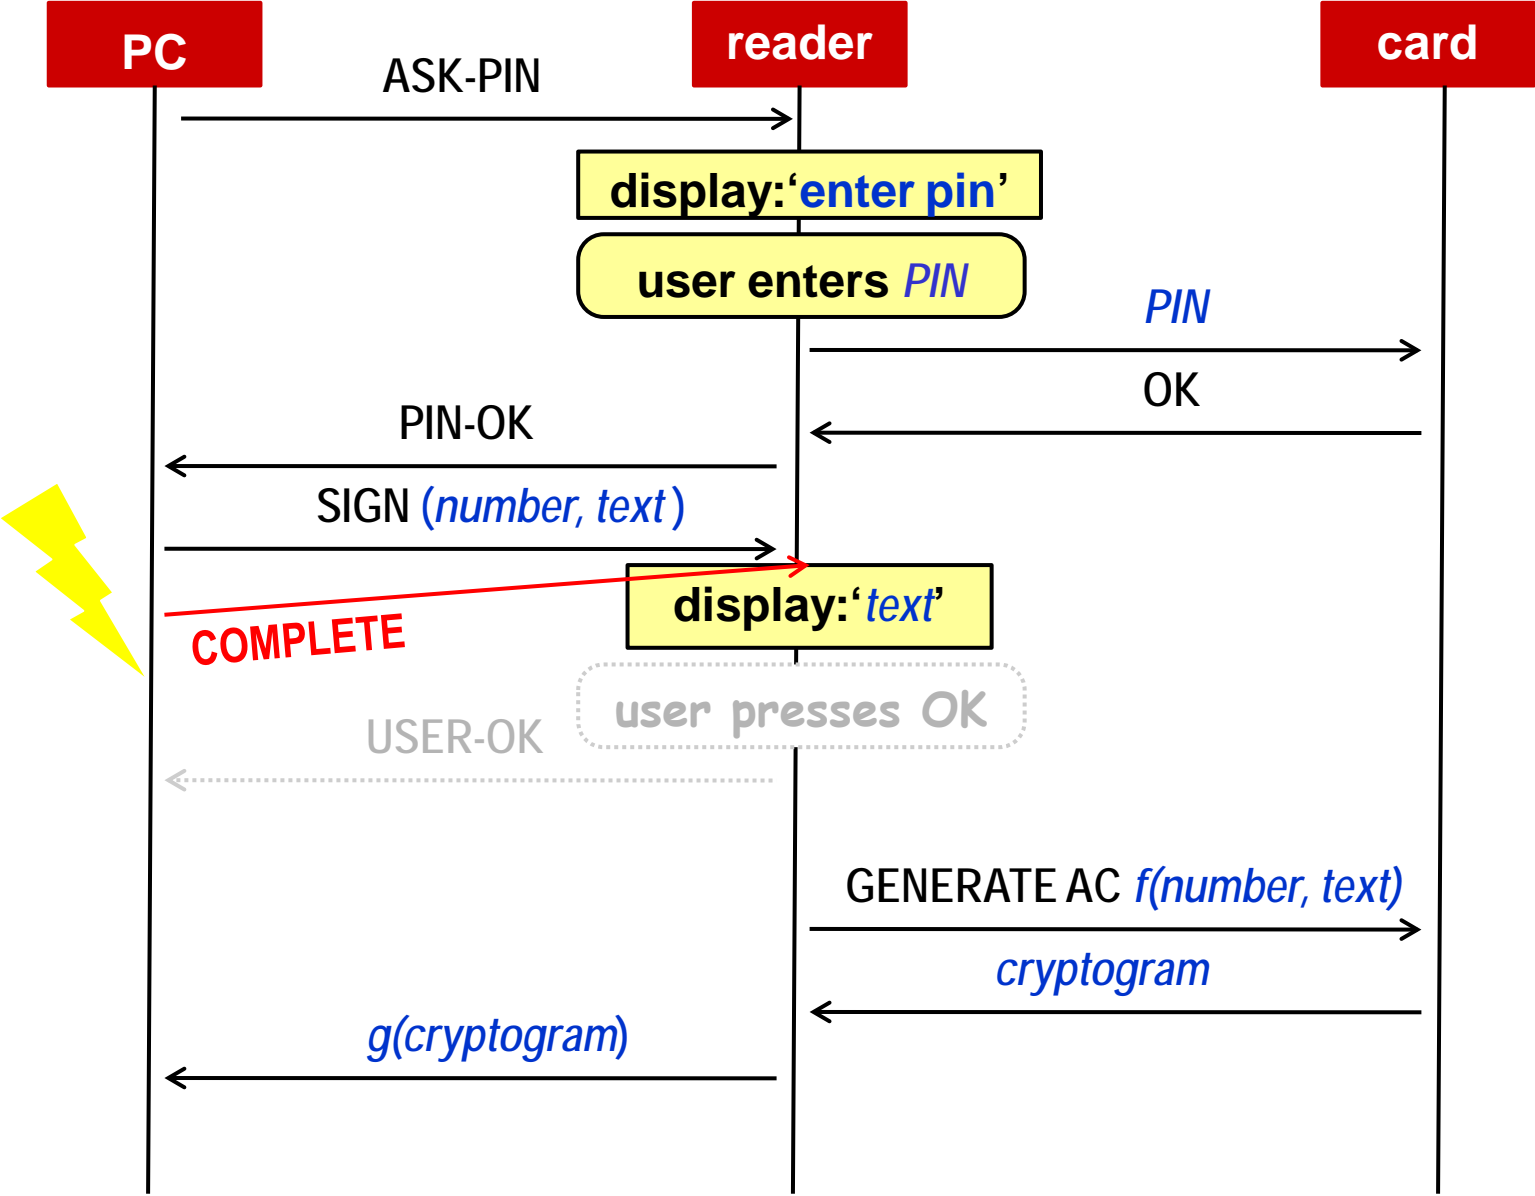 PC
reader
card
ASK-PIN
display:‘enter pin’
user enters PIN
PIN
OK
PIN-OK
SIGN (number, text )
COMPLETE
display:‘text’
user presses OK
USER-OK
GENERATE AC f(number, text)
cryptogram
g(cryptogram)